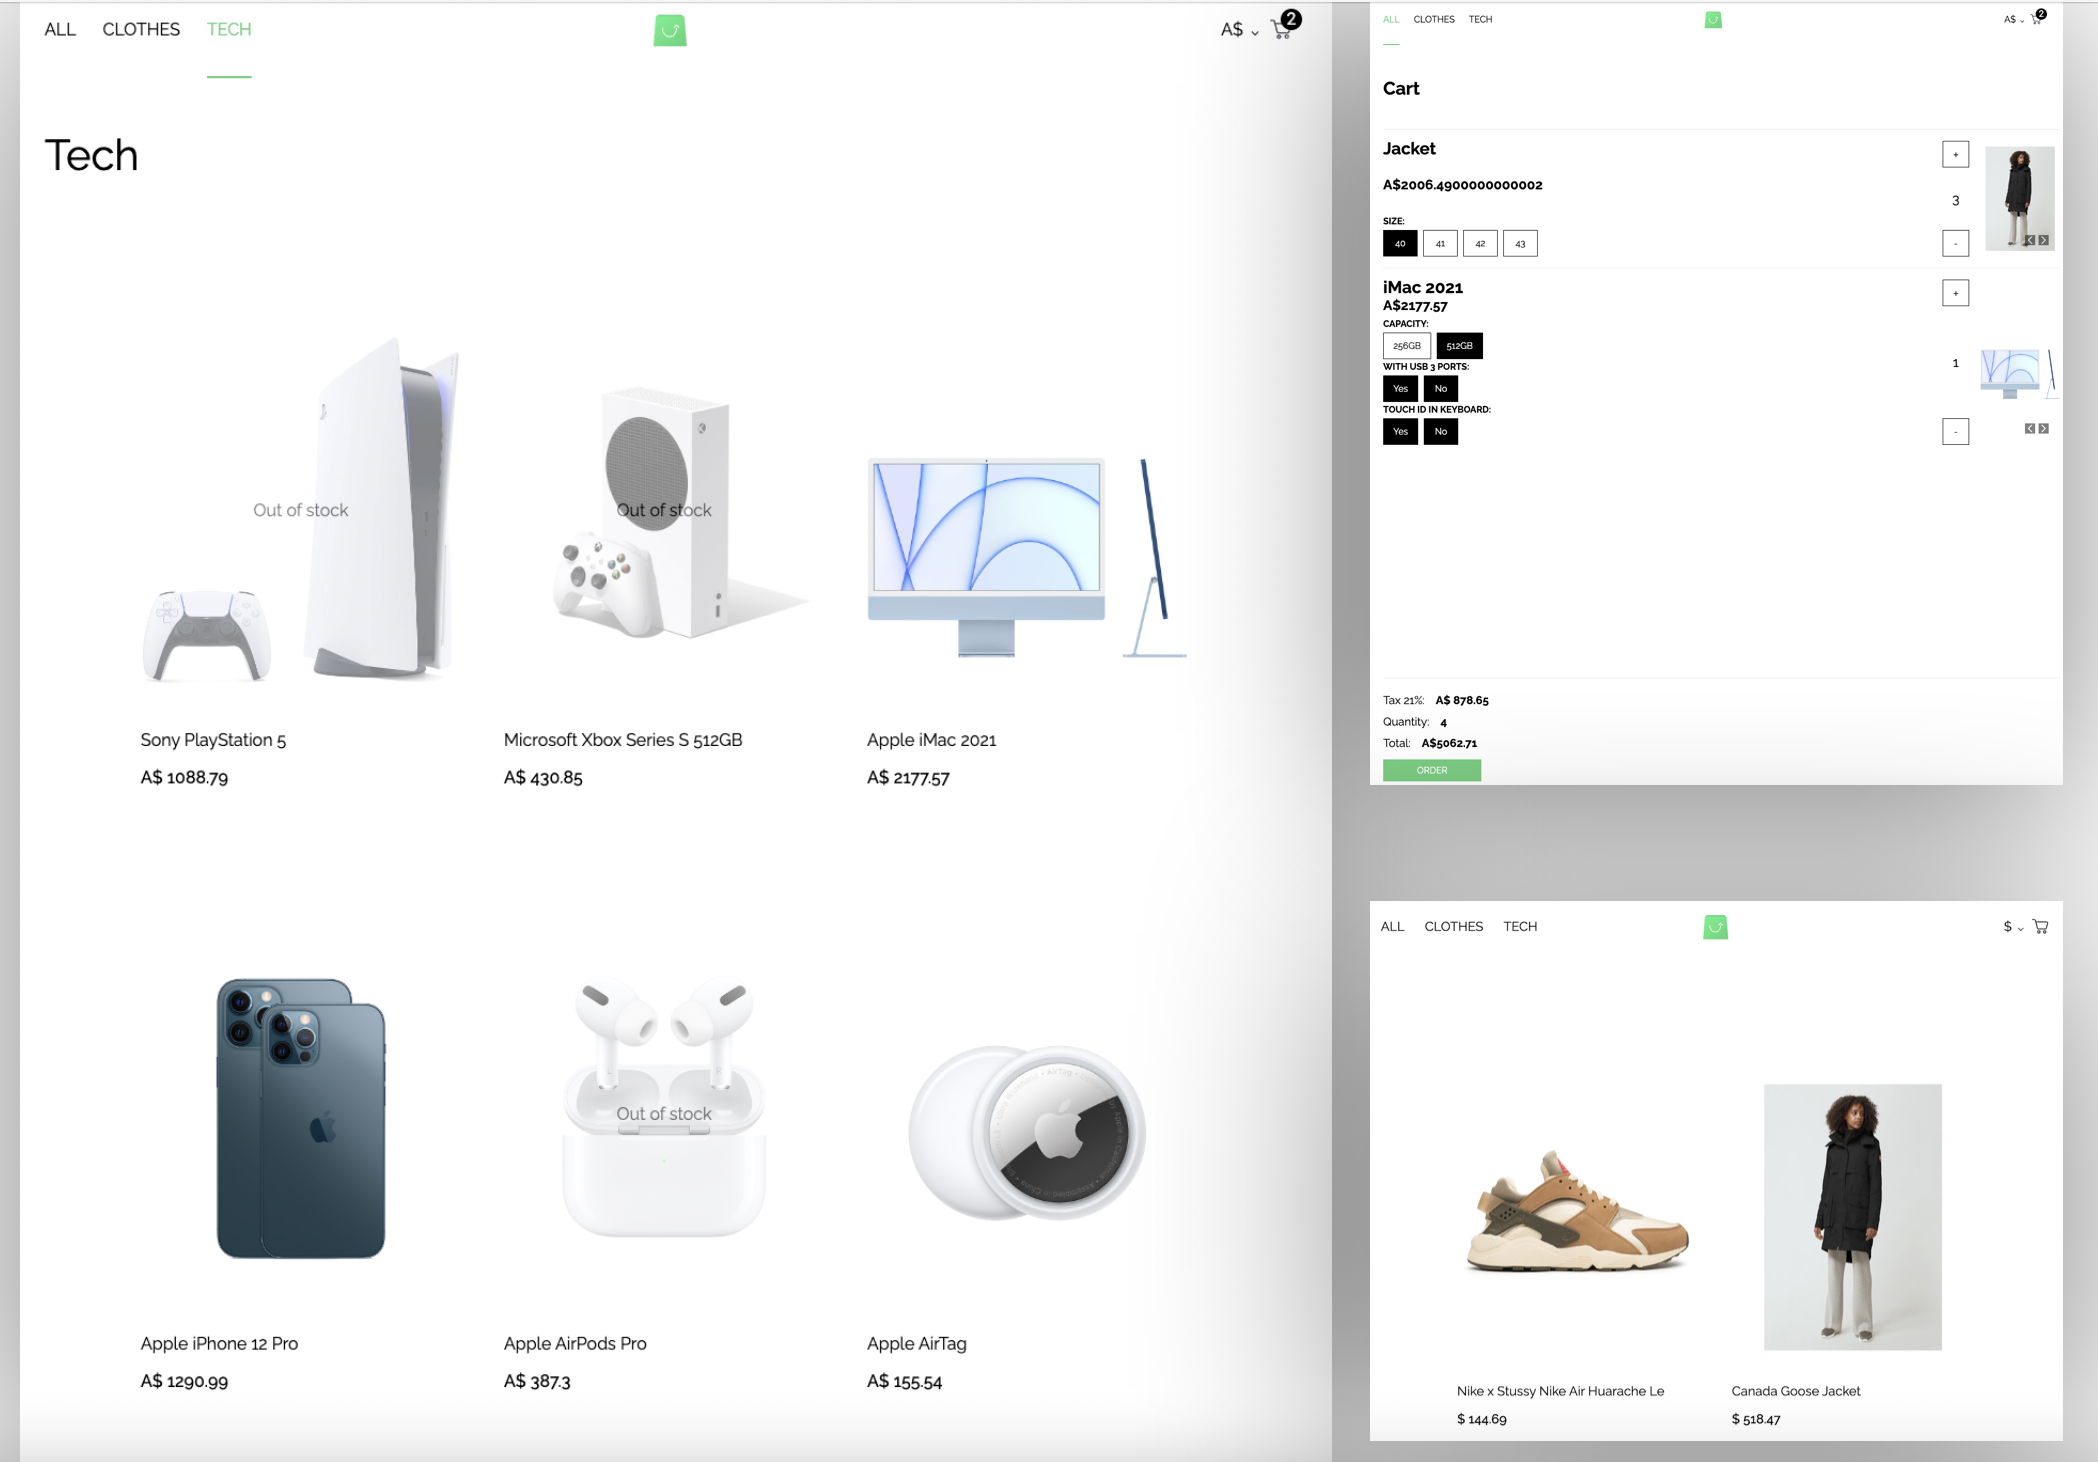 ALL CLOTHES TECH
A$ 2
Tech
Out of stock
Out of stock
Sony PlayStation 5
A$ 1088.79
Microsoft Xbox Series S 512GB
A$ 430.85
Apple iMac 2021
A$ 2177.57
Out of stock
Apple iPhone 12 Pro
A$ 1290.99
Apple AirPods Pro
A$ 387.3
Apple AirTag
A$ 155.54
ALL CLOTHES TECH
A$ 2
Cart
Jacket
A$2006.4900000000002
SIZE:
40 41 42 43
+
3
-
iMac 2021
A$2177.57
CAPACITY:
256GB 512GB
WITH USB 3 PORTS:
Yes No
TOUCH ID IN KEYBOARD:
Yes No
+
1
-
Tax 21%: A$ 878.65
Quantity: 4
Total: A$5062.71
ORDER
ALL CLOTHES TECH
$
Nike x Stussy Nike Air Huarache Le
$ 144.69
Canada Goose Jacket
$ 518.47